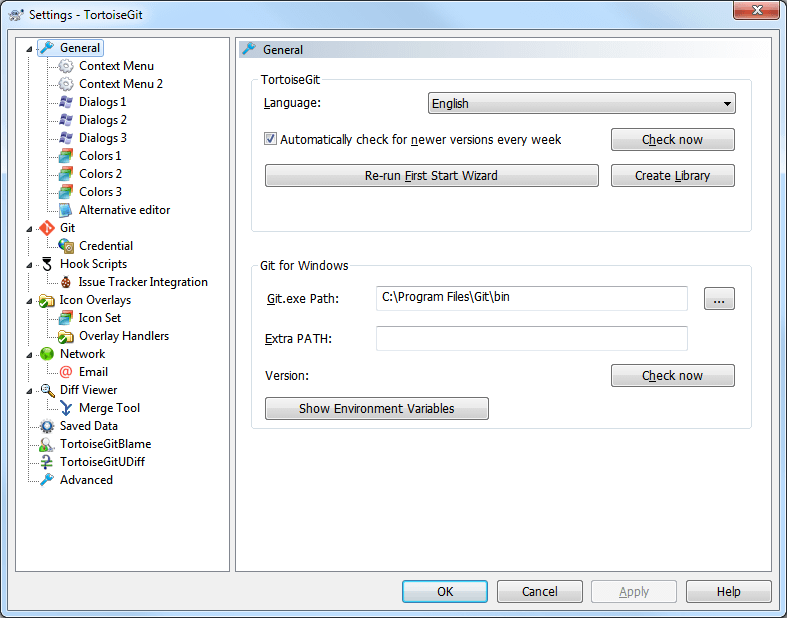 Settings - TortoiseGit
General
Context Menu
Context Menu 2
Dialogs 1
Dialogs 2
Dialogs 3
Colors 1
Colors 2
Colors 3
Alternative editor
Git
Credential
Hook Scripts
Issue Tracker Integration
Icon Overlays
Icon Set
Overlay Handlers
Network
Email
Diff Viewer
Merge Tool
Saved Data
TortoiseGitBlame
TortoiseGitUDiff
Advanced
General
TortoiseGit
Language: English
Automatically check for newer versions every week Check now
Re-run First Start Wizard Create Library
Git for Windows
Git.exe Path: C:\Program Files\Git\bin ...
Extra PATH:
Version: Check now
Show Environment Variables
OK Cancel Apply Help